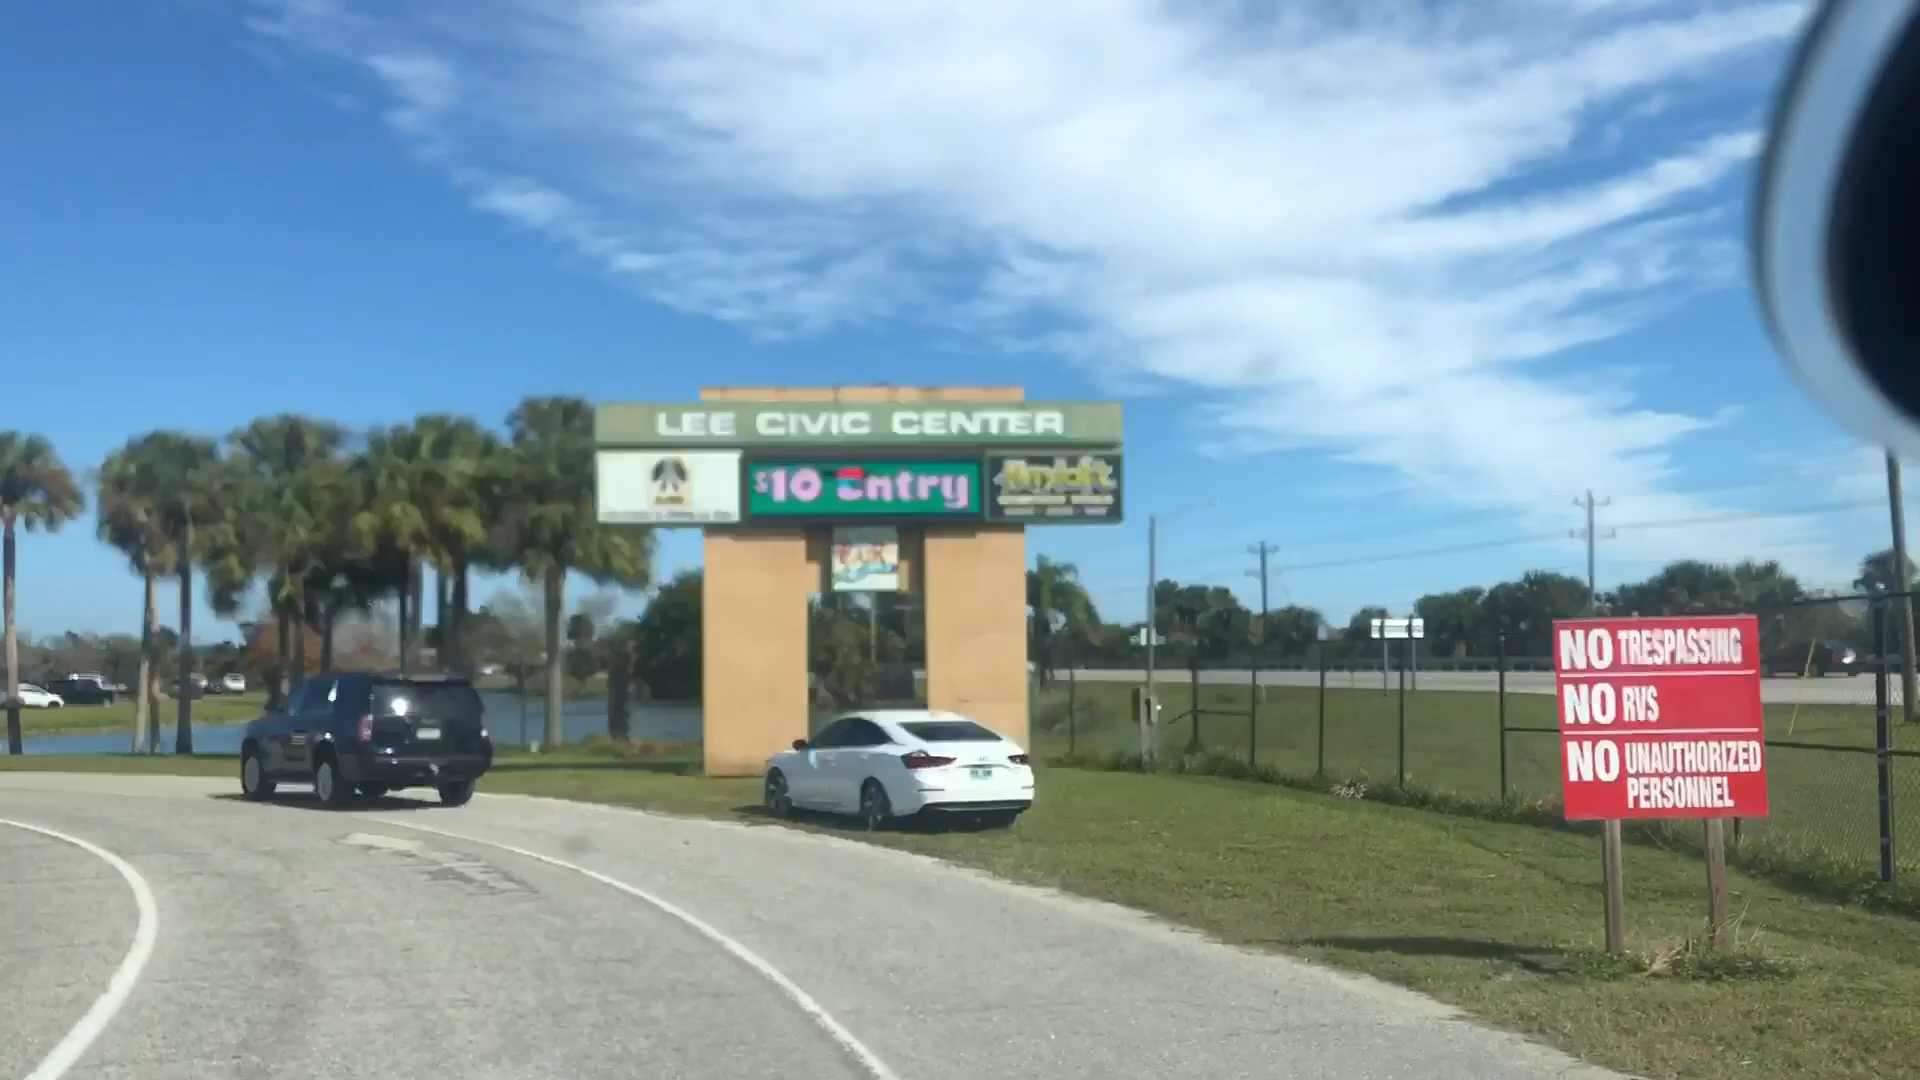 LEE CIVIC CENTER
$10 Entry
NO TRESPASSING
NO RVS
NO UNAUTHORIZED
PERSONNEL